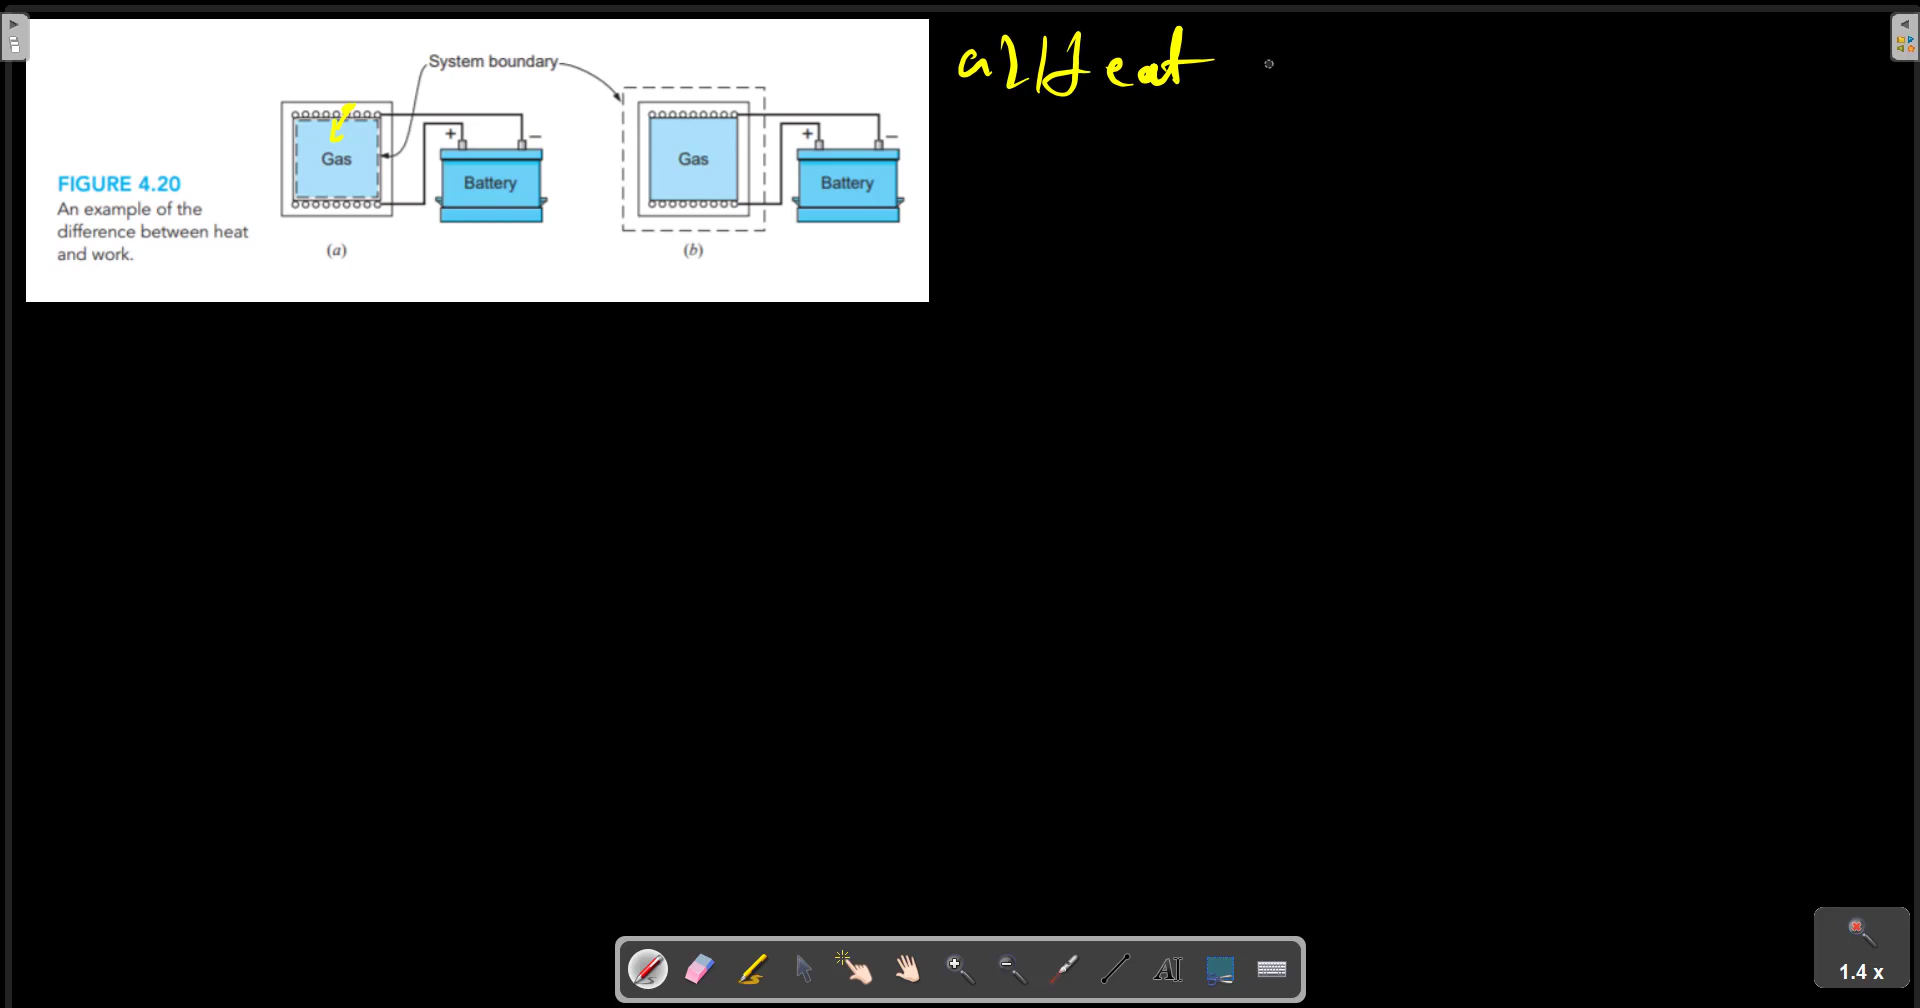 a) Heat
System boundary
+
−
Gas
Battery
(a)
+
−
Gas
Battery
(b)
FIGURE 4.20
An example of the
difference between heat
and work.
AI
1.4 x